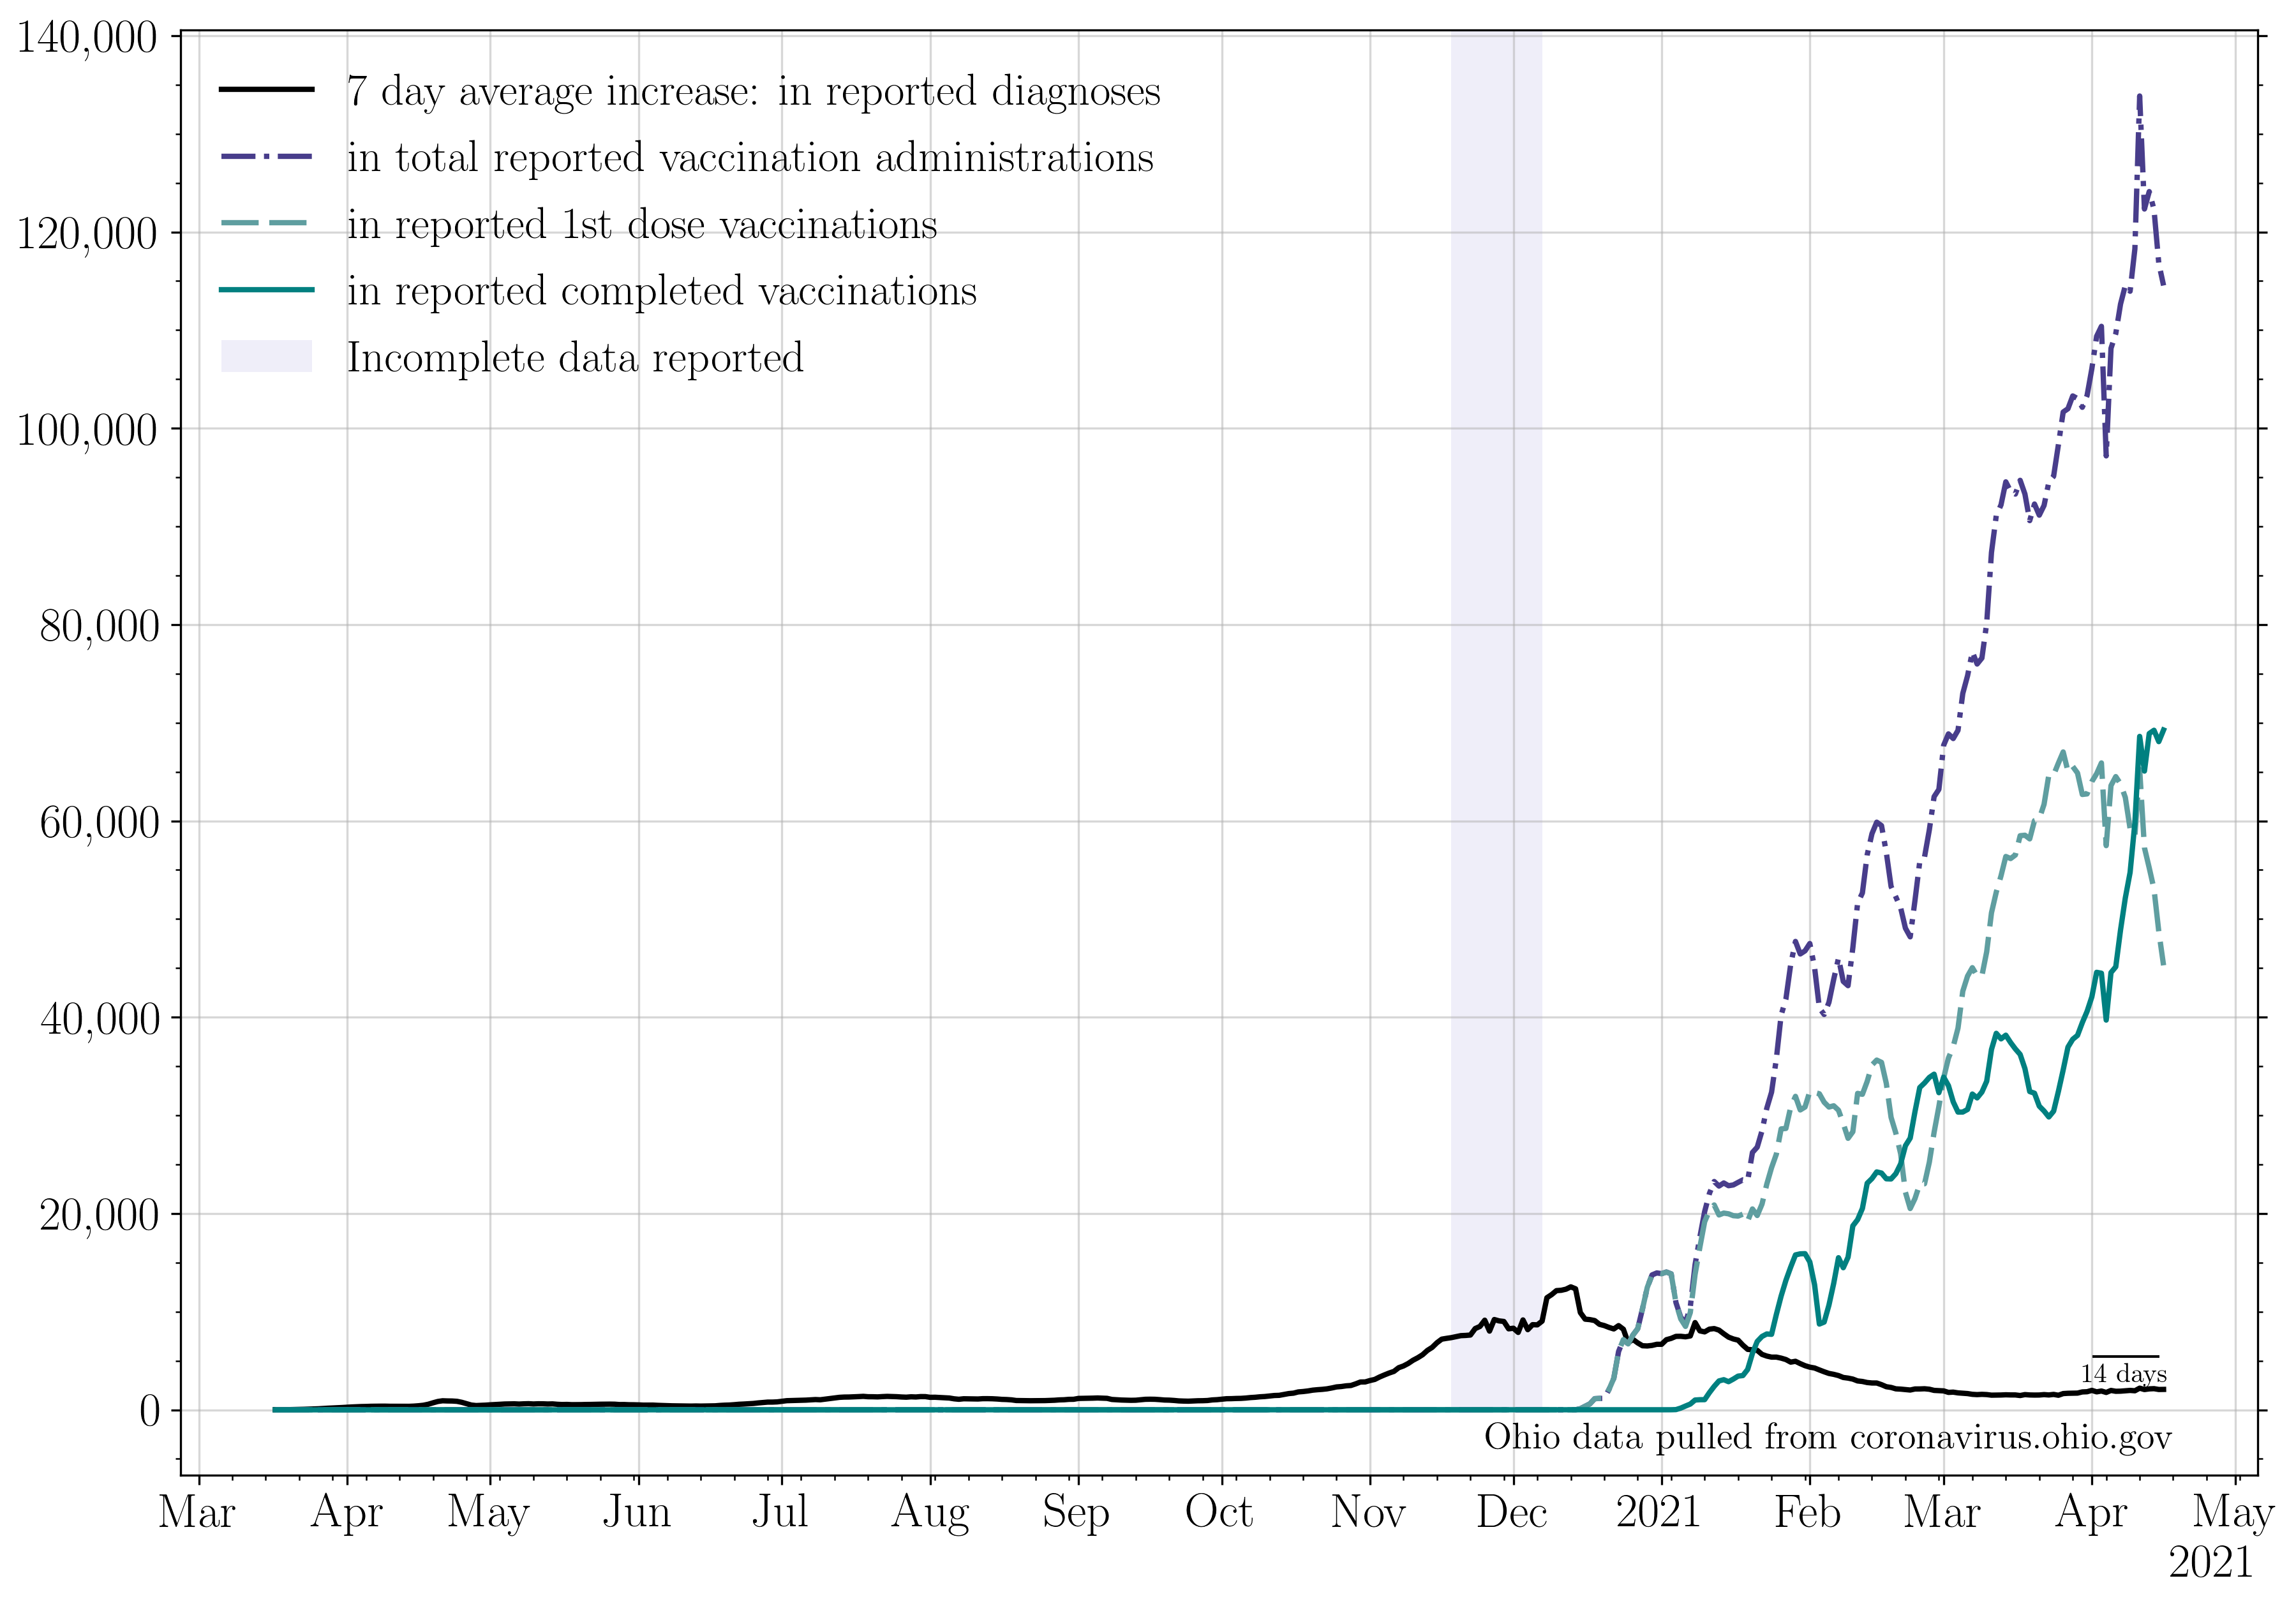 140,000
120,000
100,000
80,000
60,000
40,000
20,000
0
7 day average increase: in reported diagnoses
in total reported vaccination administrations
in reported 1st dose vaccinations
in reported completed vaccinations
Incomplete data reported
14 days
Ohio data pulled from coronavirus.ohio.gov
Mar Apr May Jun Jul Aug Sep Oct Nov Dec 2021 Feb Mar Apr May
2021